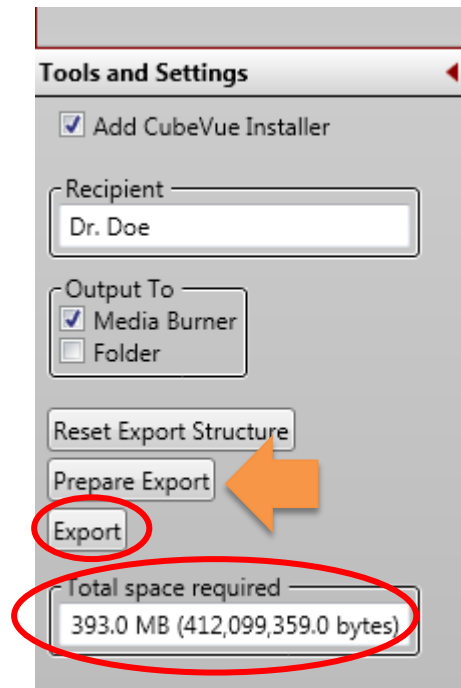 Tools and Settings
Add CubeVue Installer
Recipient
Dr. Doe
Output To
Media Burner
Folder
Reset Export Structure
Prepare Export
Export
Total space required
393.0 MB (412,099,359.0 bytes)